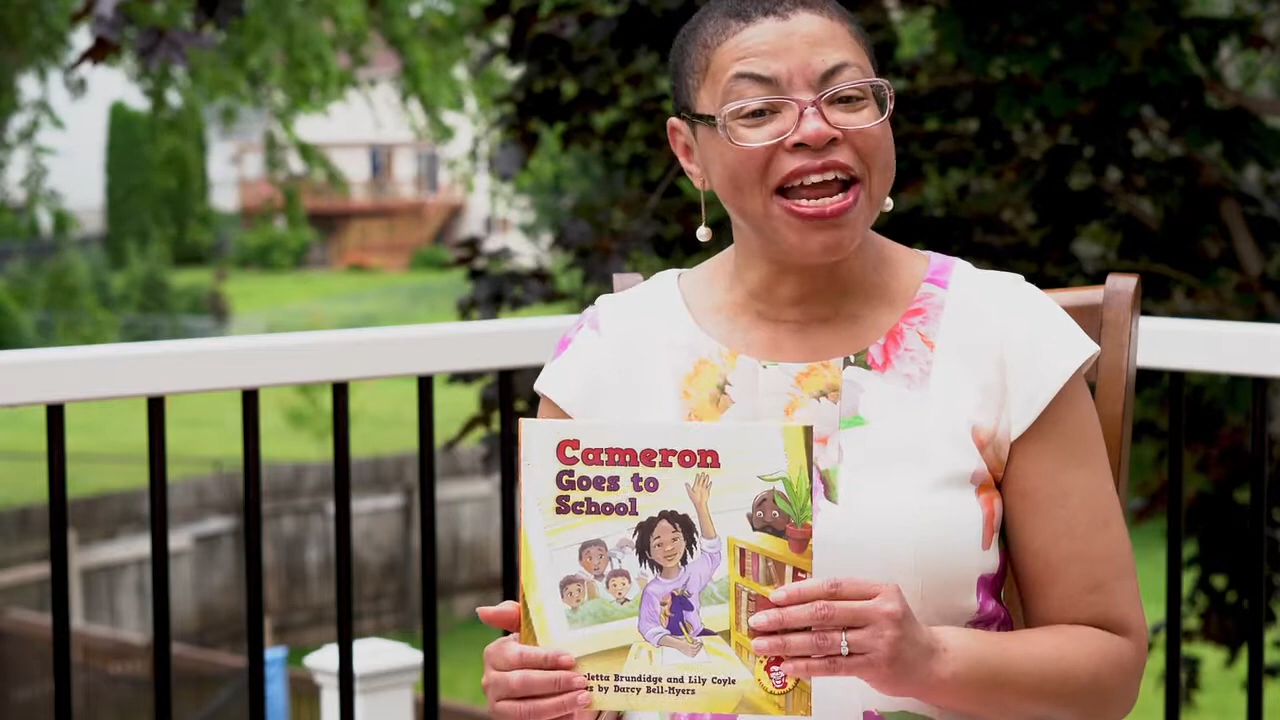 Cameron
Goes to
School
letta Brundidge and Lily Coyle
s by Darcy Bell-Myers